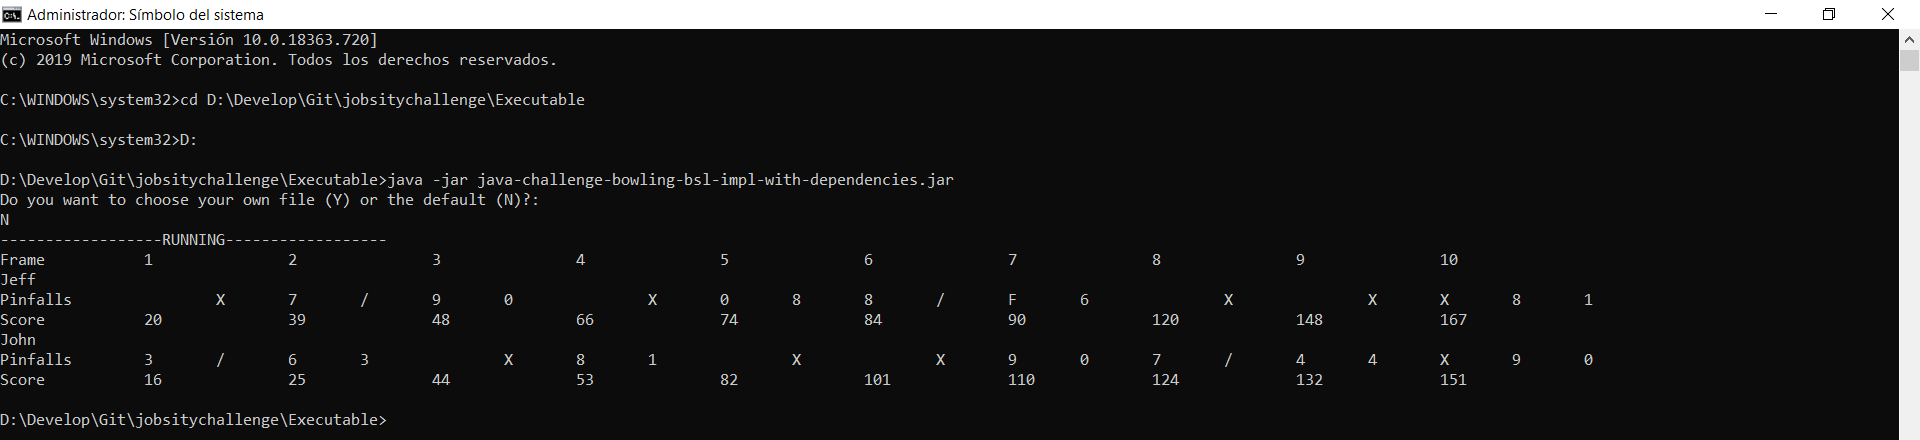 Administrador: Símbolo del sistema
Microsoft Windows [Versión 10.0.18363.720]
(c) 2019 Microsoft Corporation. Todos los derechos reservados.
C:\WINDOWS\system32>cd D:\Develop\Git\jobsitychallenge\Executable
C:\WINDOWS\system32>D:
D:\Develop\Git\jobsitychallenge\Executable>java -jar java-challenge-bowling-bsl-impl-with-dependencies.jar
Do you want to choose your own file (Y) or the default (N)?:
N
------------------RUNNING------------------
Frame 1 2 3 4 5 6 7 8 9 10
Jeff
Pinfalls X 7 / 9 0 X 0 8 8 / F 6 X X X 8 1
Score 20 39 48 66 74 84 90 120 148 167
John
Pinfalls 3 / 6 3 X 8 1 X X 9 0 7 / 4 4 X 9 0
Score 16 25 44 53 82 101 110 124 132 151
D:\Develop\Git\jobsitychallenge\Executable>